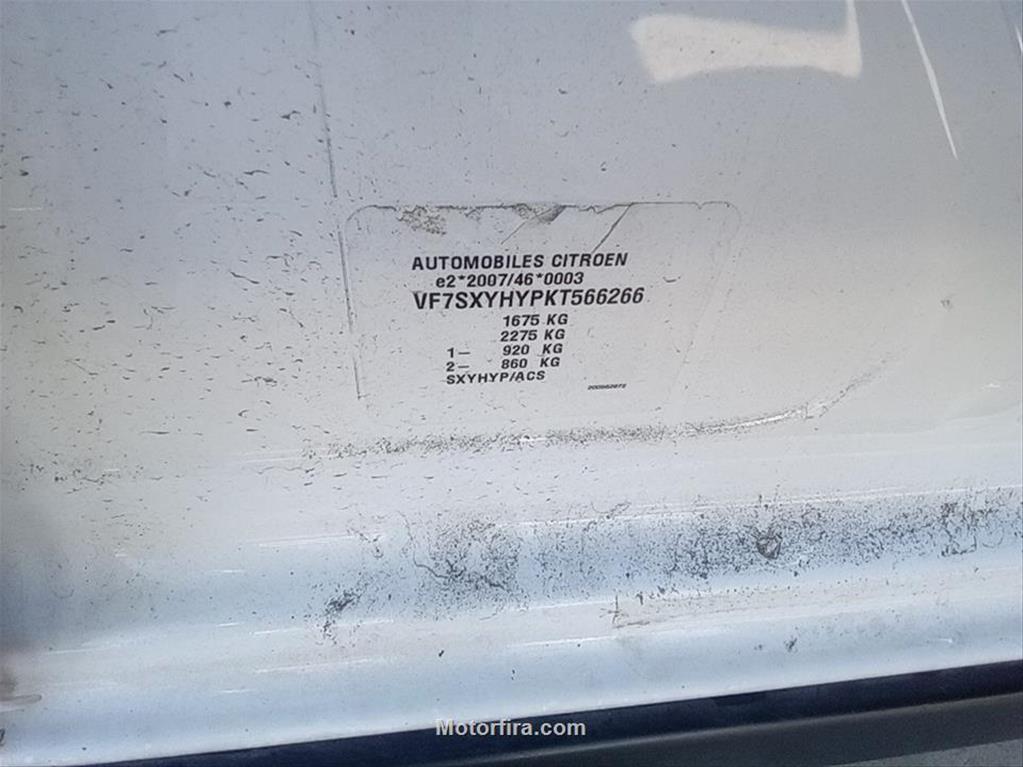 AUTOMOBILES CITROEN
e2*2007/46*0003
VF7SXYHYPKT566266
1675 KG
2275 KG
1— 920 KG
2— 860 KG
SXYHYP/ACS
Motorfira.com